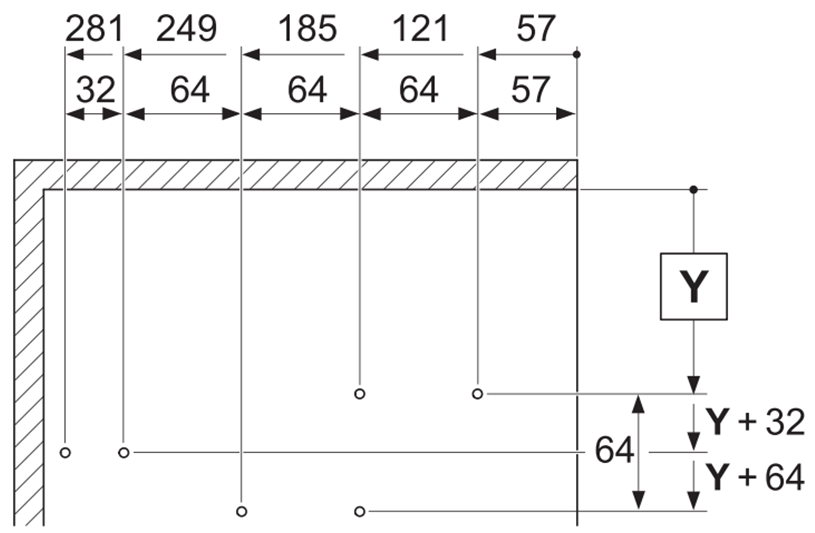 281 249 185 121 57
32 64 64 64 57
Y
Y + 32
64
Y + 64